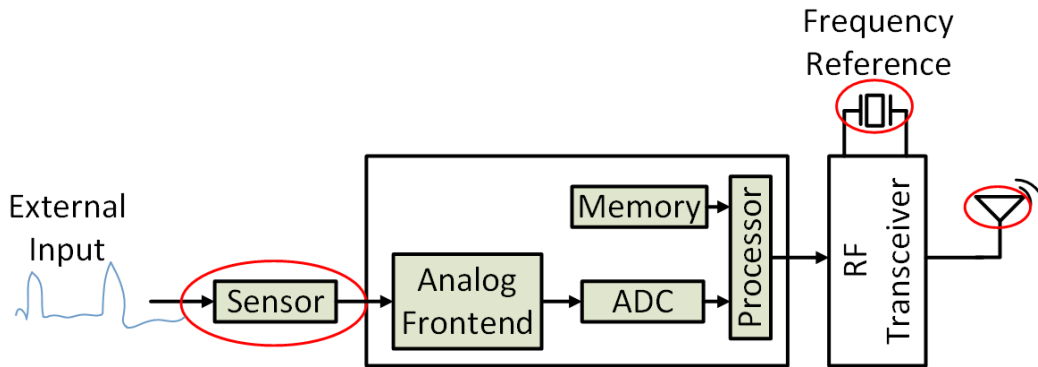 Frequency
Reference
External
Input
Sensor
Analog
Frontend
Memory
ADC
Processor
RF
Transceiver